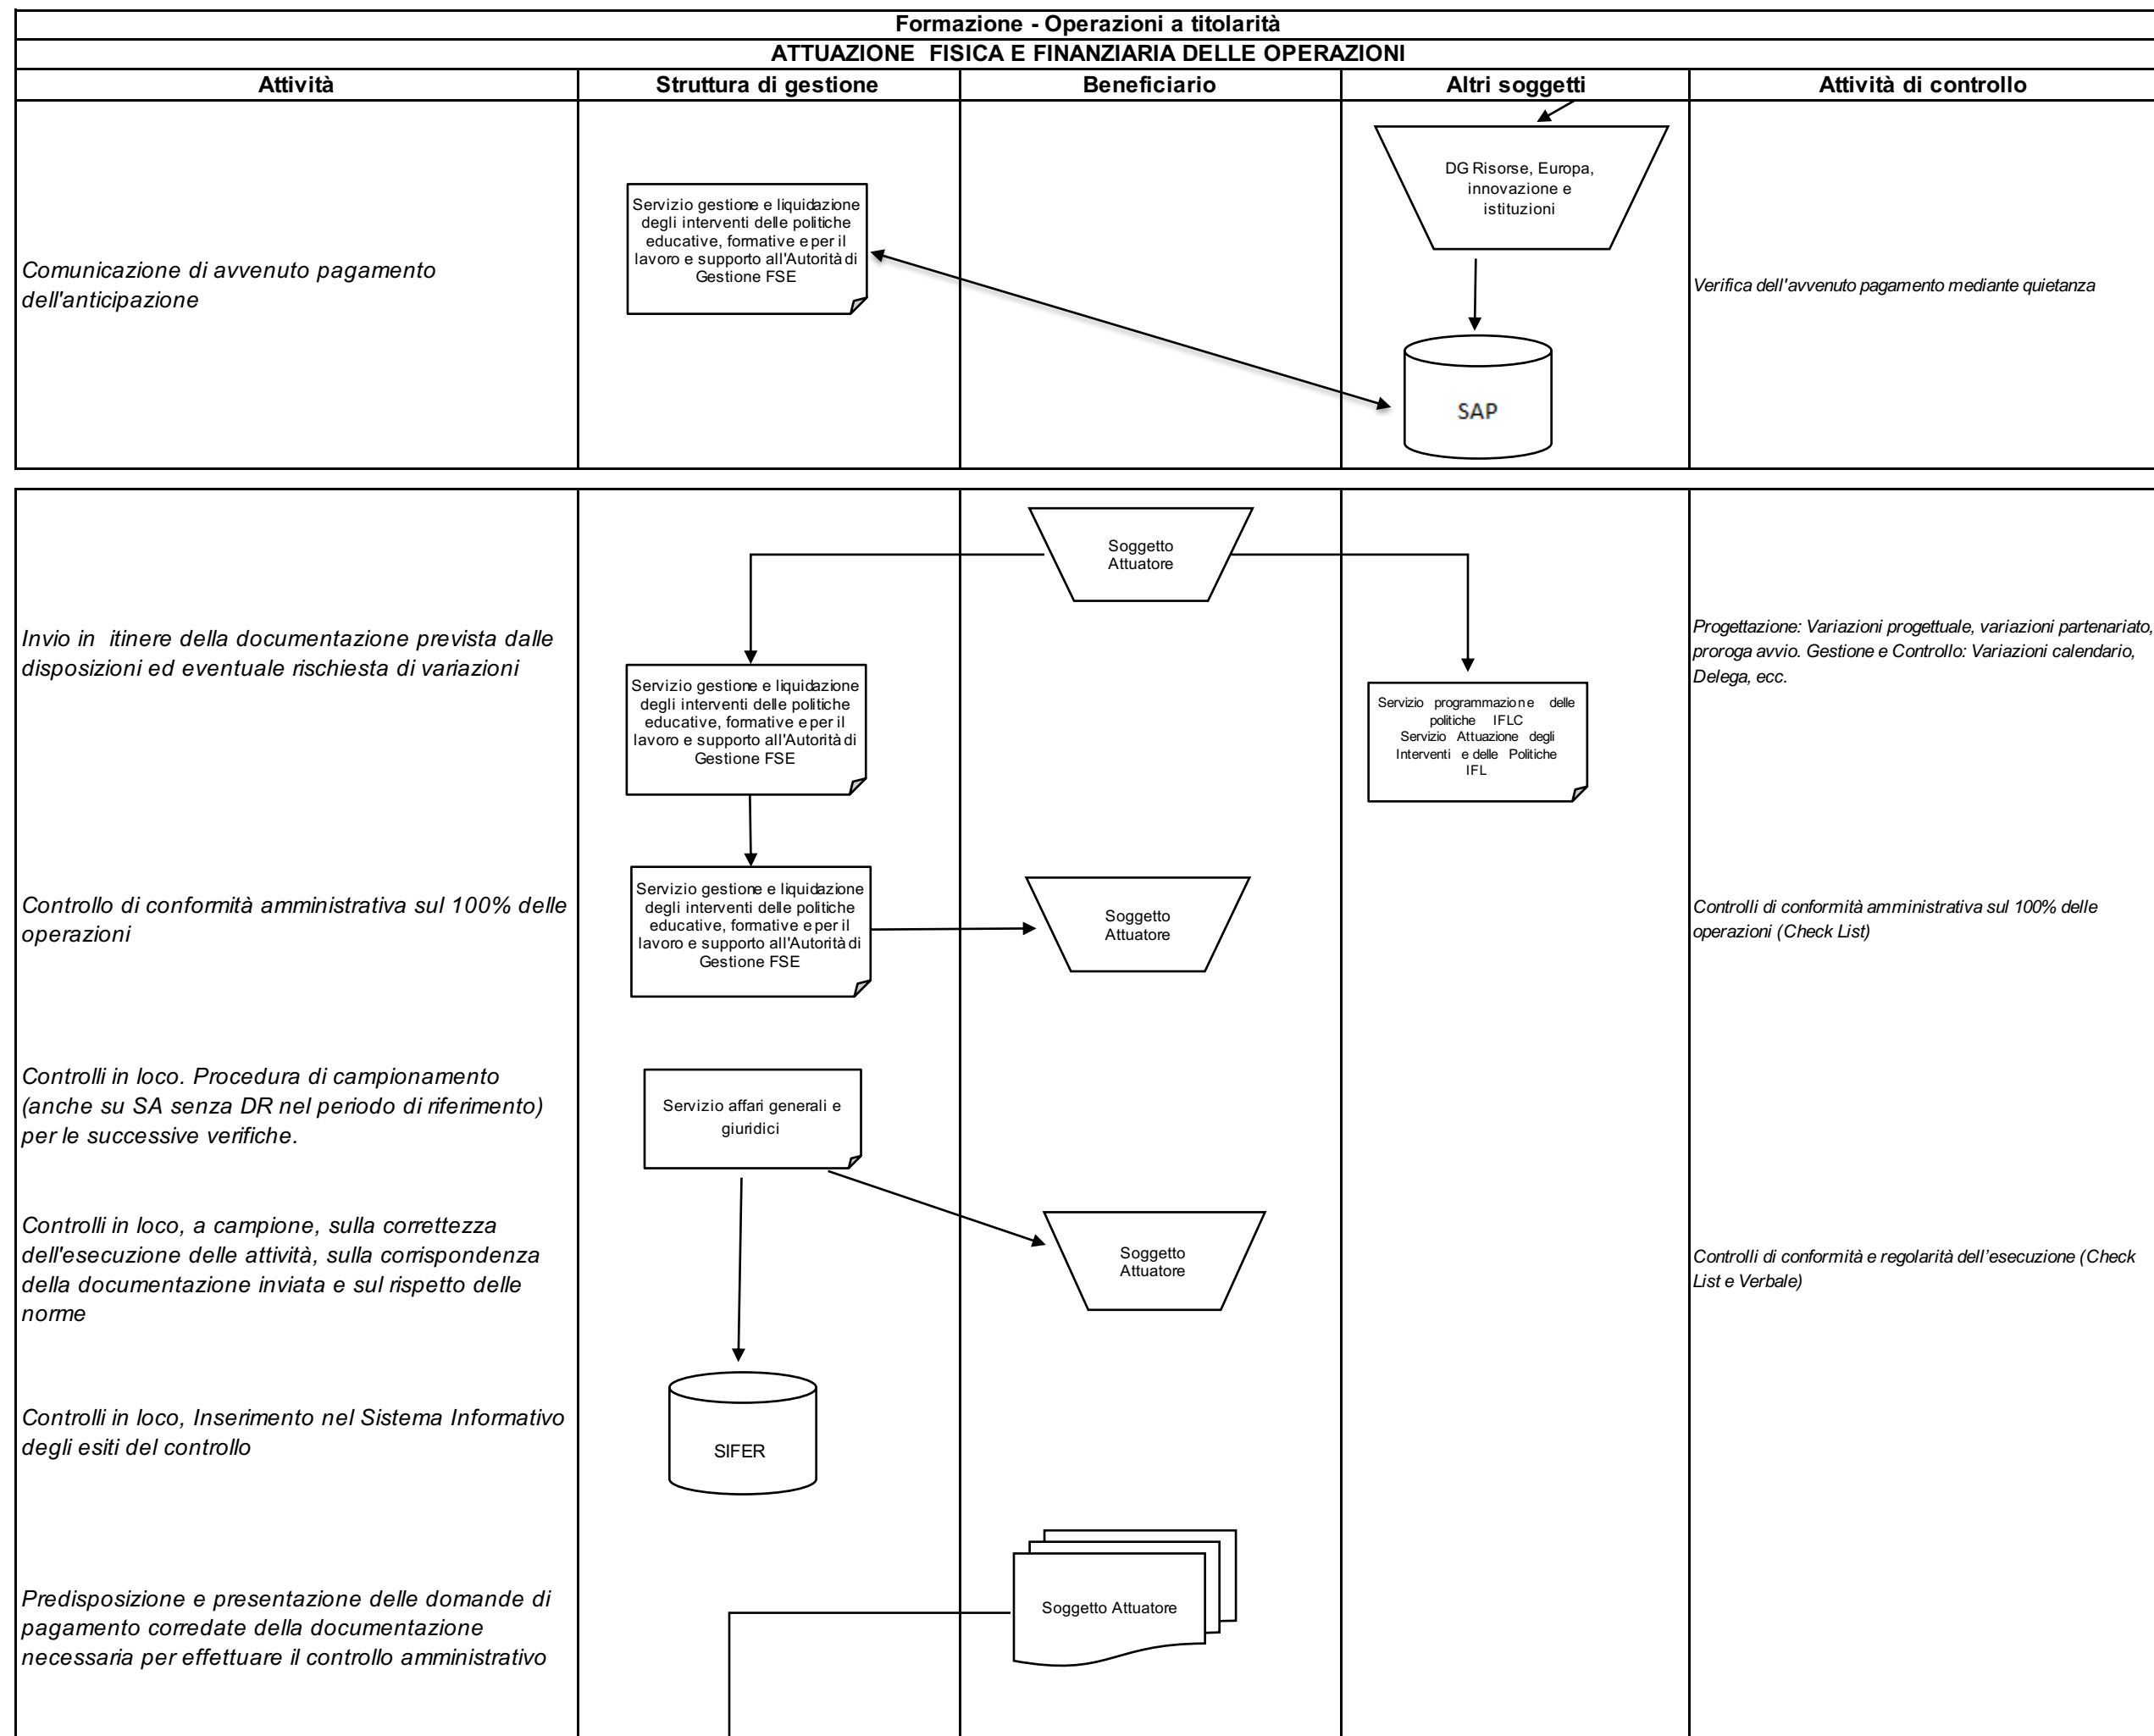 Formazione - Operazioni a titolarità
ATTUAZIONE FISICA E FINANZIARIA DELLE OPERAZIONI
Attività
Struttura di gestione
Beneficiario
Altri soggetti
Attività di controllo
Comunicazione di avvenuto pagamento
dell'anticipazione
Servizio gestione e liquidazione
degli interventi delle politiche
educative, formative e per il
lavoro e supporto all'Autorità di
Gestione FSE
DG Risorse, Europa,
innovazione e
istituzioni
SAP
Verifica dell'avvenuto pagamento mediante quietanza
Invio in itinere della documentazione prevista dalle
disposizioni ed eventuale rischiesta di variazioni
Soggetto
Attuatore
Servizio gestione e liquidazione
degli interventi delle politiche
educative, formative e per il
lavoro e supporto all'Autorità di
Gestione FSE
Servizio programmazione delle
politiche IFLC
Servizio Attuazione degli
Interventi e delle Politiche
IFL
Progettazione: Variazioni progettuale, variazioni partenariato,
proroga avvio. Gestione e Controllo: Variazioni calendario,
Delega, ecc.
Controllo di conformità amministrativa sul 100% delle
operazioni
Servizio gestione e liquidazione
degli interventi delle politiche
educative, formative e per il
lavoro e supporto all'Autorità di
Gestione FSE
Soggetto
Attuatore
Controlli di conformità amministrativa sul 100% delle
operazioni (Check List)
Controlli in loco. Procedura di campionamento
(anche su SA senza DR nel periodo di riferimento)
per le successive verifiche.
Servizio affari generali e
giuridici
Controlli in loco, a campione, sulla correttezza
dell'esecuzione delle attività, sulla corrispondenza
della documentazione inviata e sul rispetto delle
norme
Soggetto
Attuatore
Controlli di conformità e regolarità dell’esecuzione (Check
List e Verbale)
Controlli in loco, Inserimento nel Sistema Informativo
degli esiti del controllo
SIFER
Predisposizione e presentazione delle domande di
pagamento corredate della documentazione
necessaria per effettuare il controllo amministrativo
Soggetto Attuatore